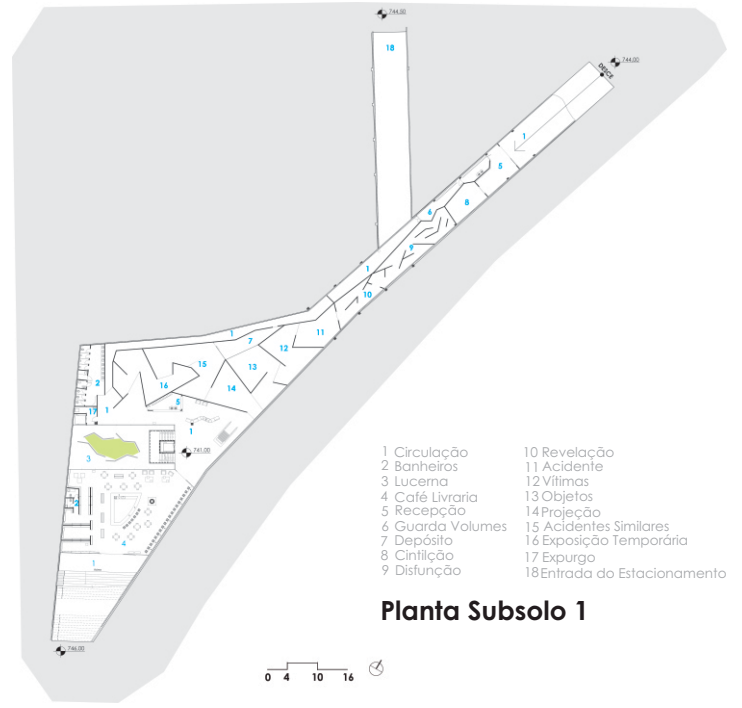 744.00
18
744.00
DESCE
1
5
8
6
9
1
10
1
11
7
12
15
13
16
14
2
5
17
1
1
3
741.00
2
4
1
746.00
1 Circulação
2 Banheiros
3 Lucerna
4 Café Livraria
5 Recepção
6 Guarda Volumes
7 Depósito
8 Cintilção
9 Disfunção
10 Revelação
11 Acidente
12 Vítimas
13 Objetos
14 Projeção
15 Acidentes Similares
16 Exposição Temporária
17 Expurgo
18 Entrada do Estacionamento
Planta Subsolo 1
0 4 10 16